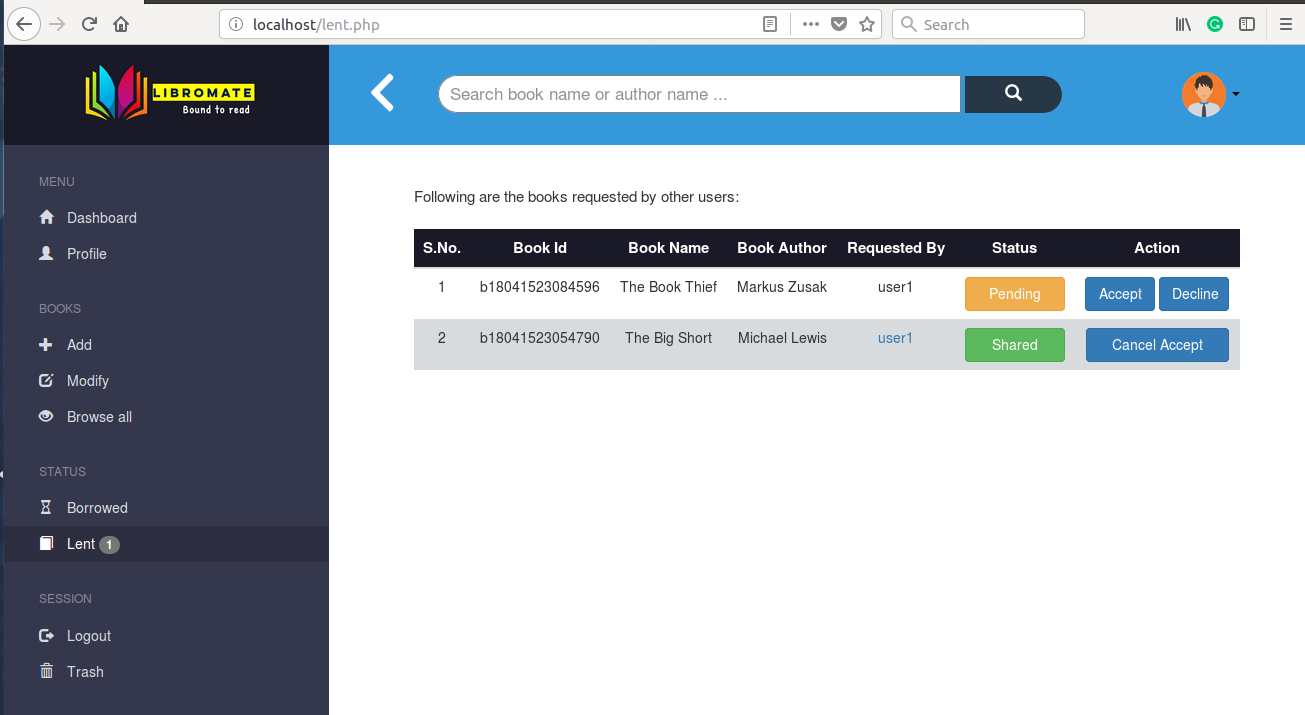 localhost/lent.php
Search
LIBROMATE
Bound to read
Search book name or author name ...
MENU
Dashboard
Profile
BOOKS
Add
Modify
Browse all
STATUS
Borrowed
Lent 1
SESSION
Logout
Trash
Following are the books requested by other users:
S.No. Book Id Book Name Book Author Requested By Status Action
1 b18041523084596 The Book Thief Markus Zusak user1 Pending Accept Decline
2 b18041523054790 The Big Short Michael Lewis user1 Shared Cancel Accept